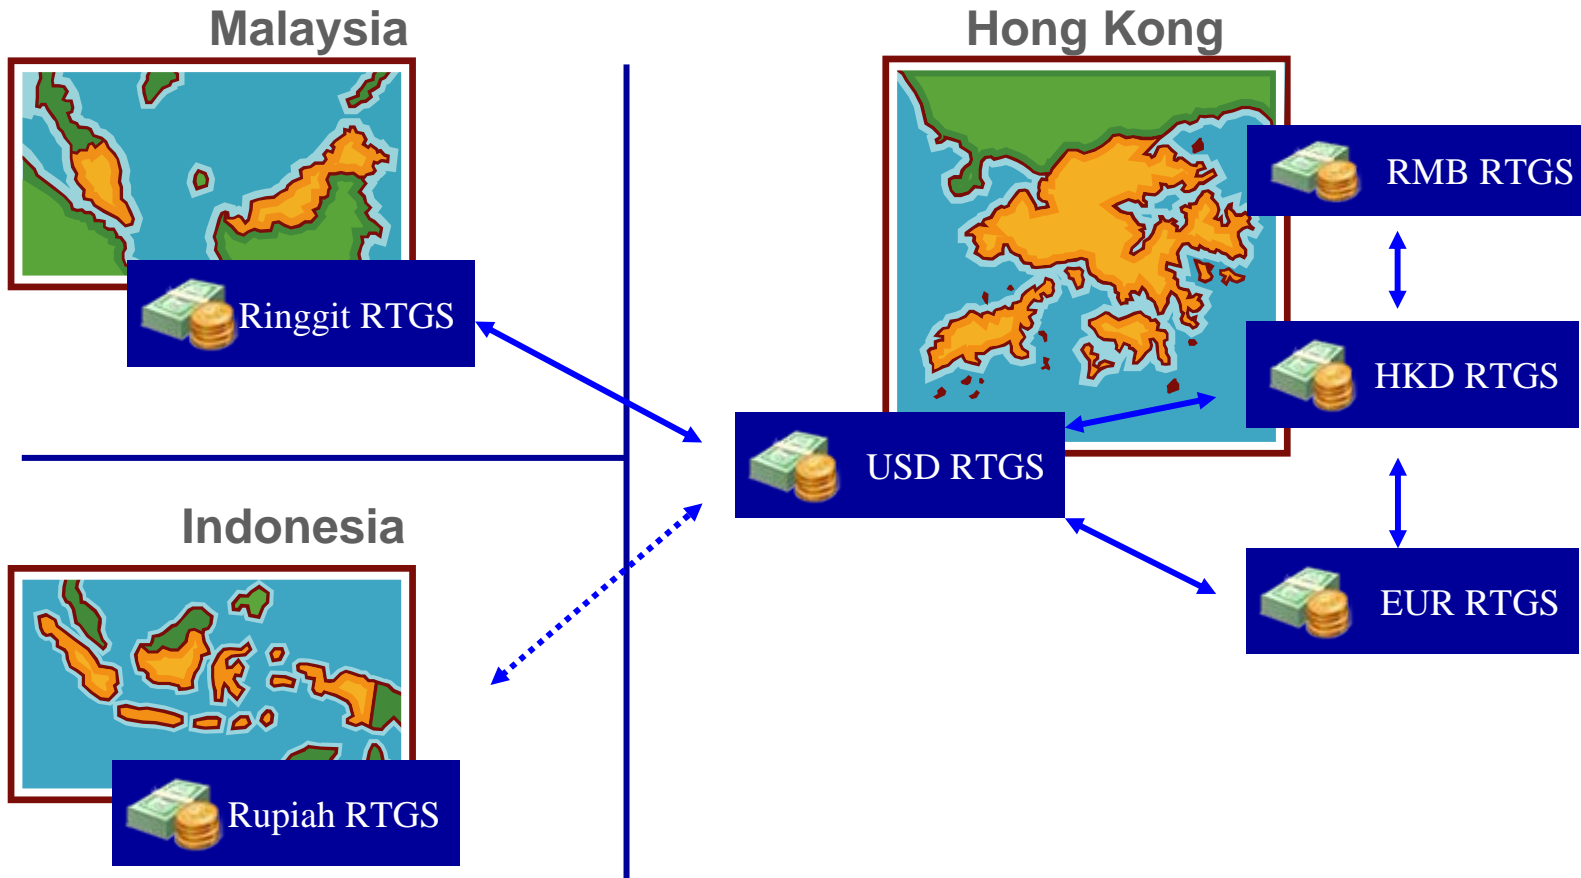 Malaysia
Hong Kong
RMB RTGS
Ringgit RTGS
HKD RTGS
USD RTGS
Indonesia
EUR RTGS
Rupiah RTGS